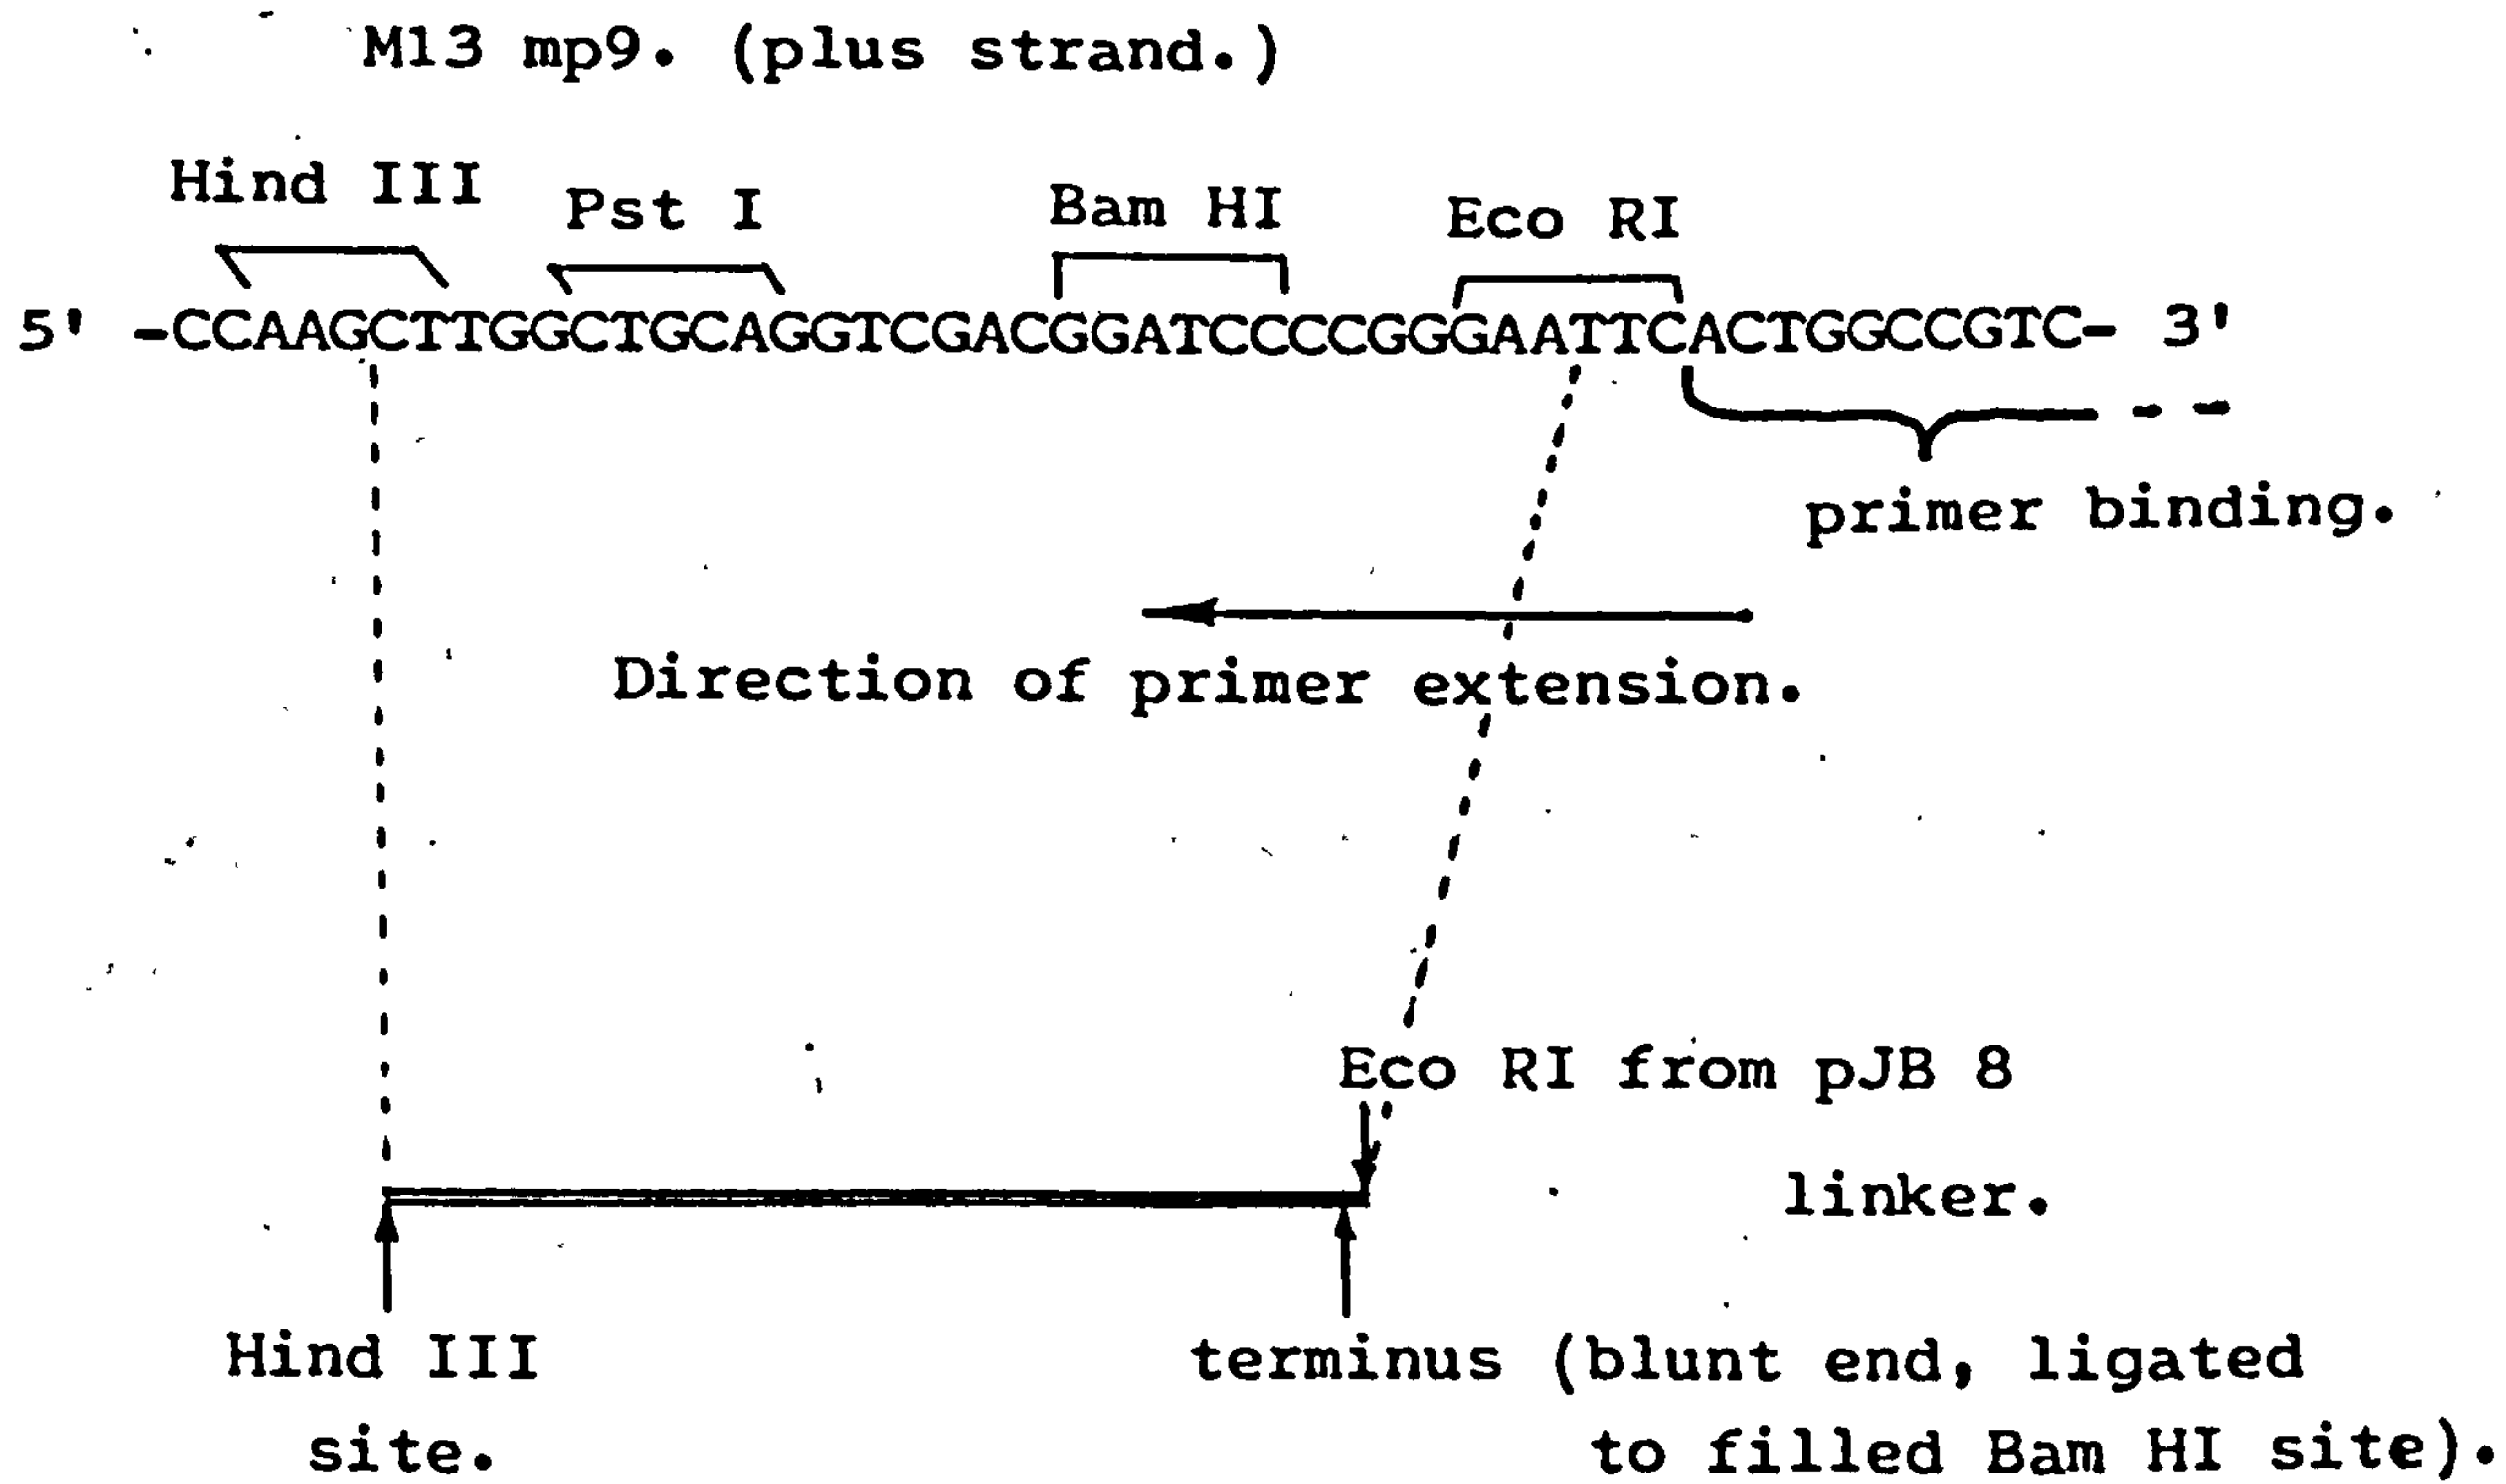 M13 mp9. (plus strand.)
Hind III
Pst I
Bam HI
Eco RI
5' -CCAAGCTTGGCTGCAGGTCGACGGATCCCCGGGAATTCACTGGCCGTC- 3'
primer binding.
Direction of primer extension.
Eco RI from pJB 8
linker.
Hind III
site.
terminus (blunt end, ligated
to filled Bam HI site).